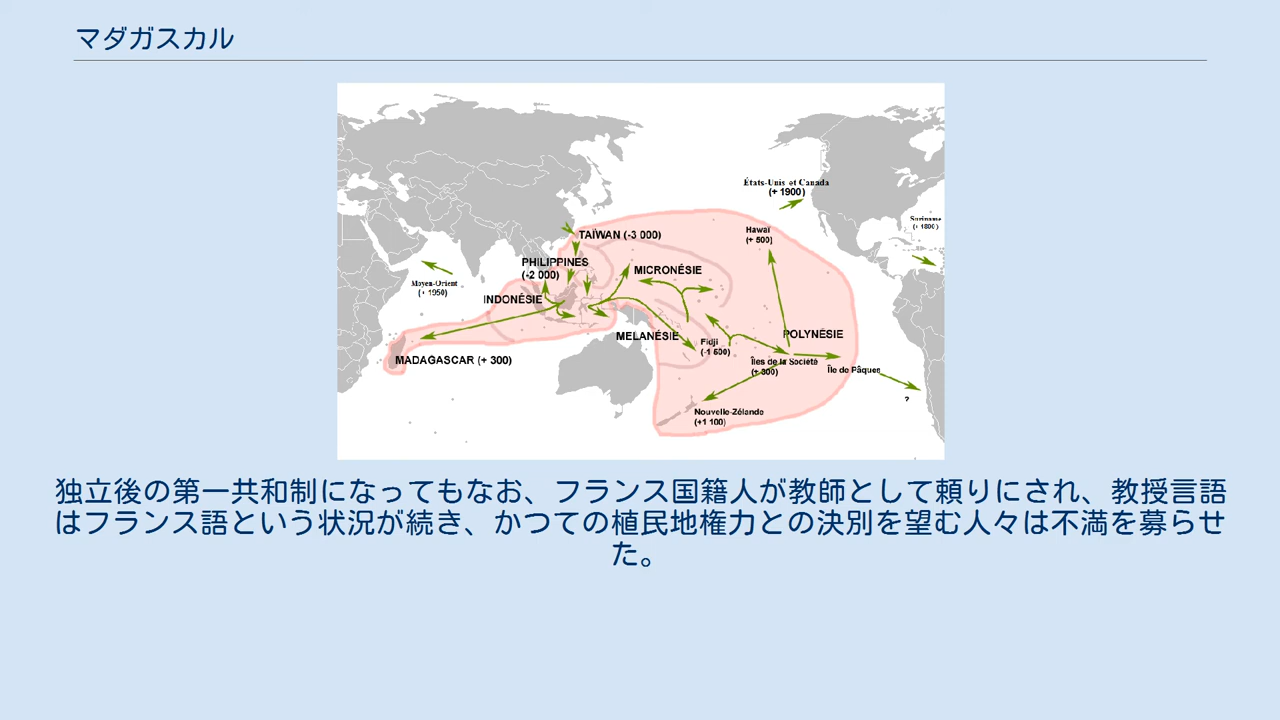 マダガスカル
États-Unis et Canada
(+ 1900)
Suriname
(+ 1800)
Hawaï
(+ 500)
TAÏWAN (-3 000)
PHILIPPINES
(-2 000)
MICRONÉSIE
Moyen-Orient
(+ 1950)
INDONÉSIE
MELANÉSIE
Fidji
(-1 500)
POLYNÉSIE
MADAGASCAR (+ 300)
Îles de la Société
(+ 300)
Île de Pâques
?
Nouvelle-Zélande
(+1 100)
独立後の第一共和制になってもなお、フランス国籍人が教師として頼りにされ、教授言語
はフランス語という状況が続き、かつての植民地権力との決別を望む人々は不満を募らせ
た。